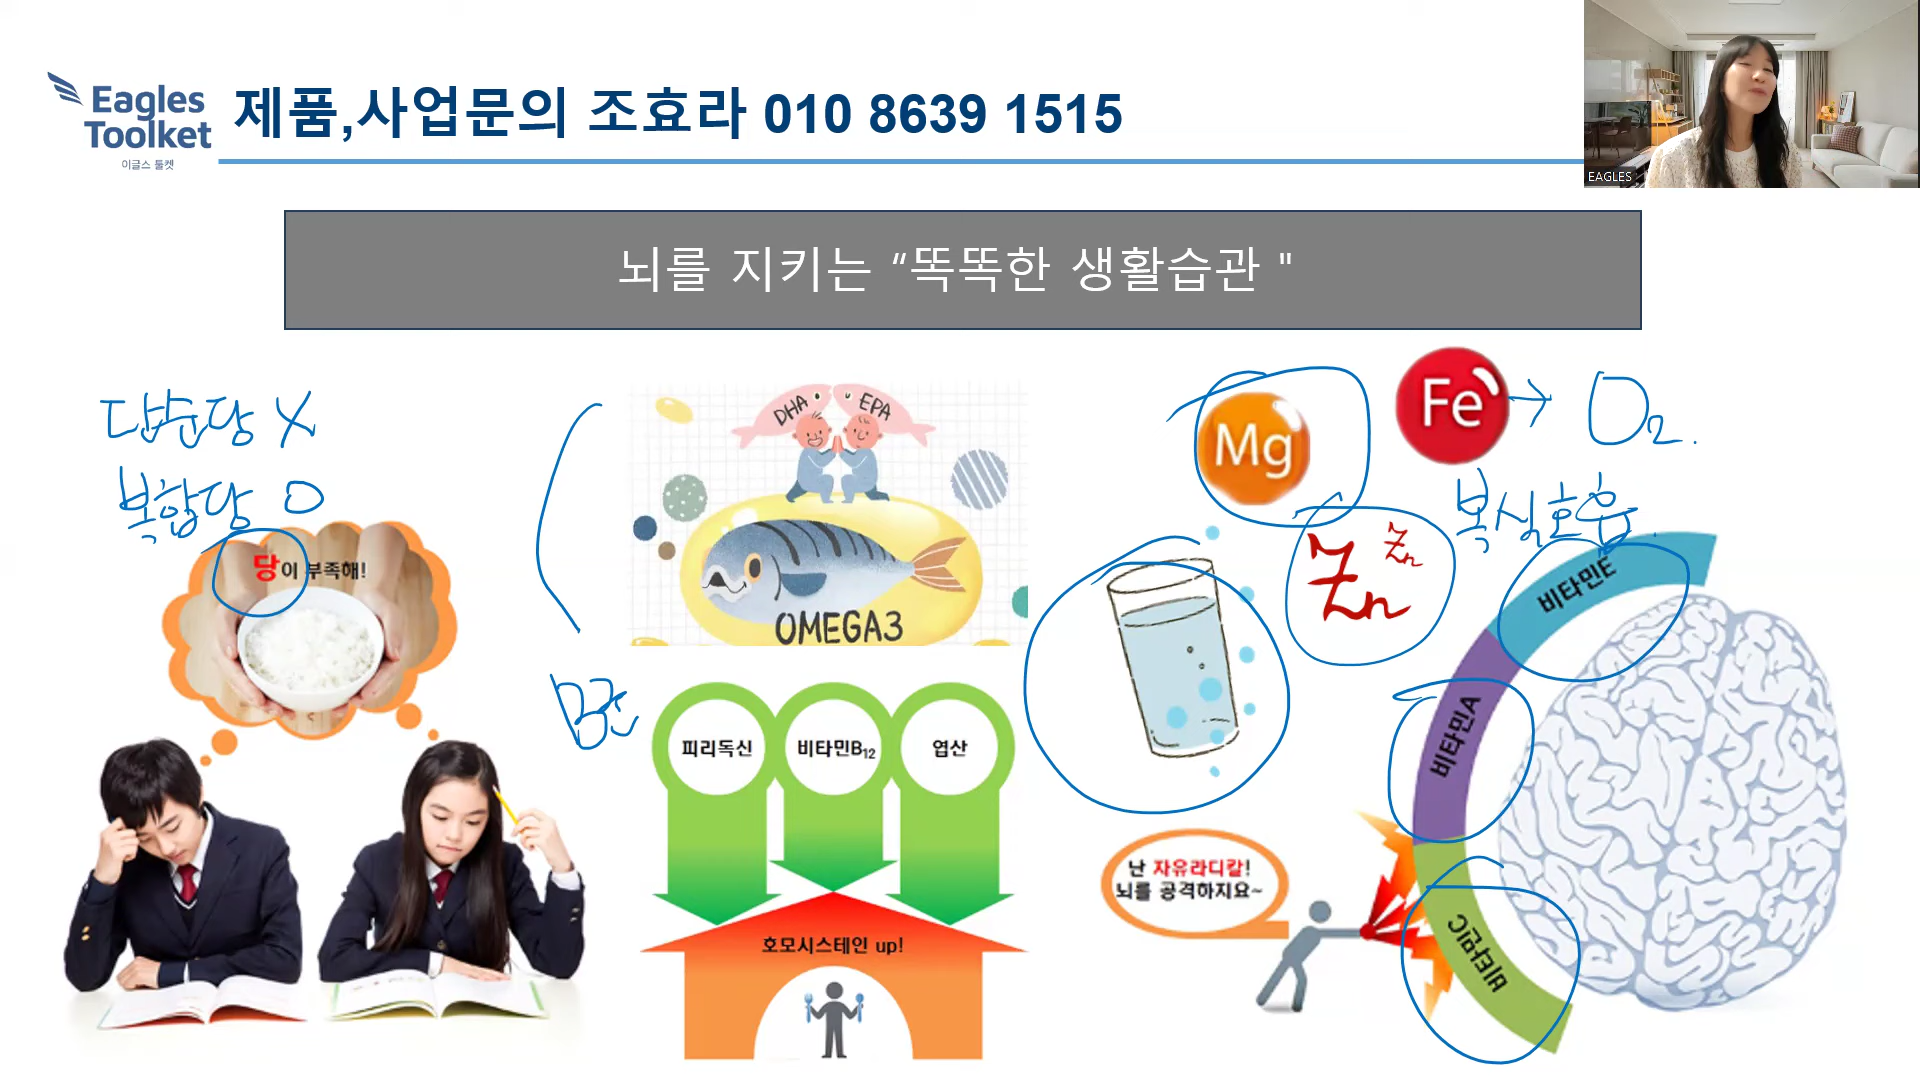 Eagles
Toolket
이글스 툴켓
제품,사업문의 조효라 010 8639 1515
EAGLES
뇌를 지키는 “똑똑한 생활습관 "
단순당 X
복합당 O
당이 부족해!
DHA
EPA
OMEGA3
B군
피리독신
비타민B12
엽산
호모시스테인 up!
Mg
Fe → O2.
Zn
Zn
복식호흡.
비타민E
비타민A
비타민C
난 자유라디칼!
뇌를 공격하지요~